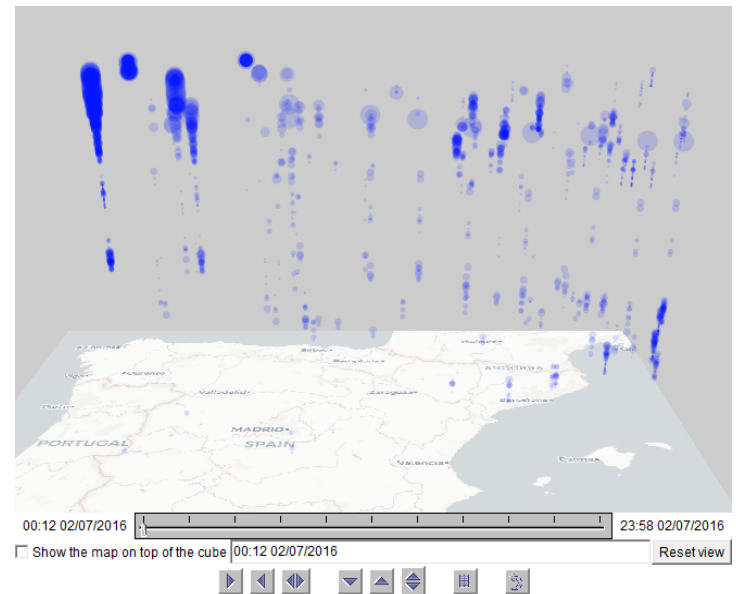 ANDORRA
Valladolid
Zaragoza
Barcelona
MADRID
PORTUGAL
SPAIN
Valencia
Palma
00:12 02/07/2016
23:58 02/07/2016
Show the map on top of the cube
00:12 02/07/2016
Reset view